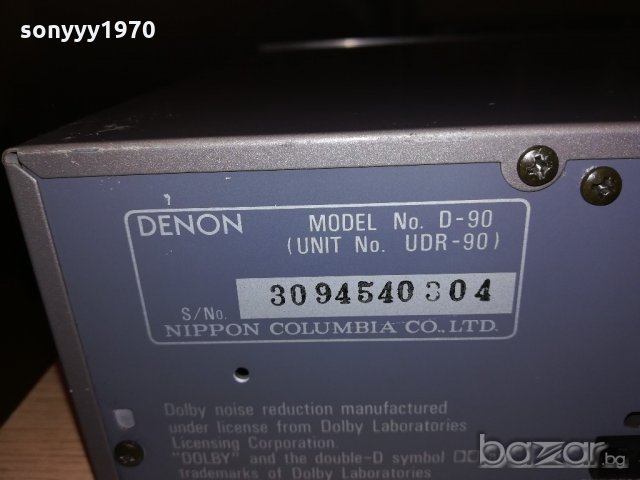 sonyyy1970
DENON
MODEL No. D-90
(UNIT No. UDR-90)
S/No. 3094540304
NIPPON COLUMBIA CO., LTD.
Dolby noise reduction manufactured
under license from Dolby Laboratories
Licensing Corporation.
"DOLBY" and the double-D symbol
trademarks of Dolby Laboratories
bazar.bg